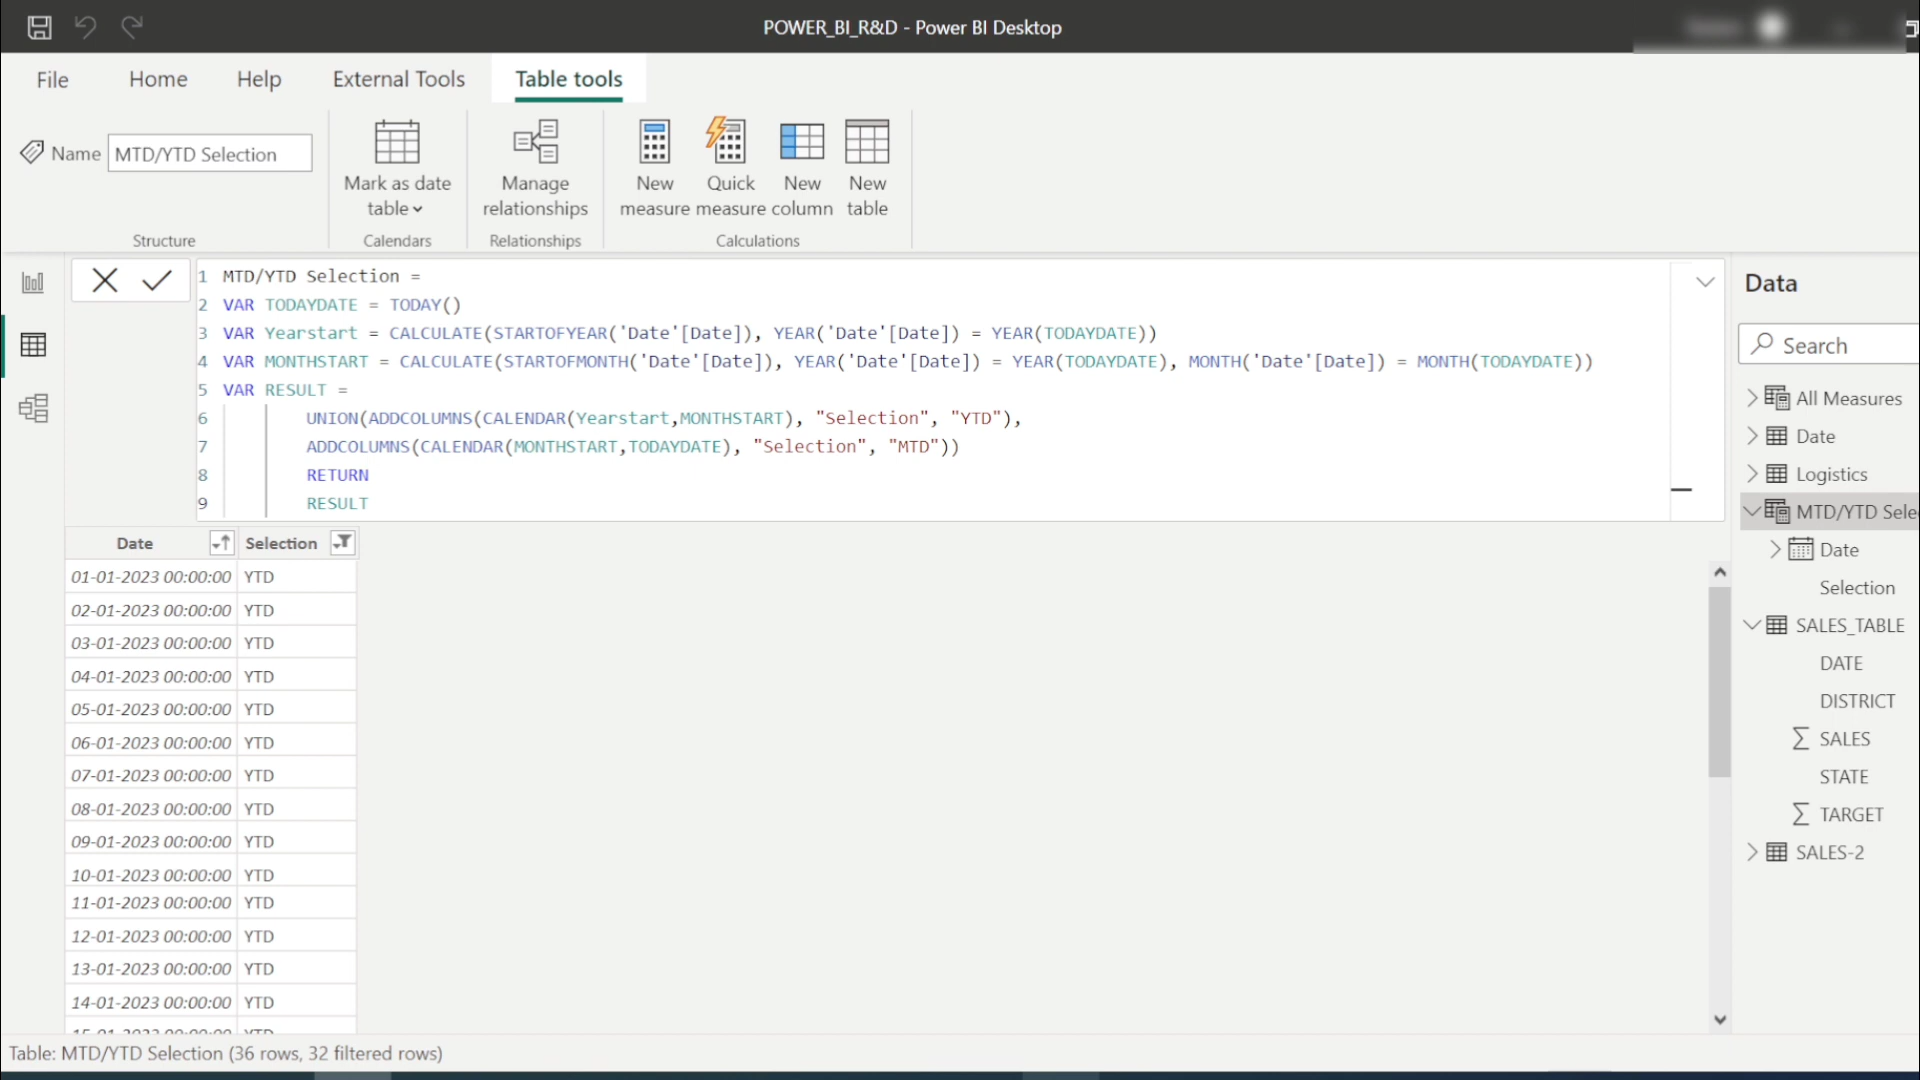 POWER_BI_R&D - Power BI Desktop
File Home Help External Tools Table tools
Name MTD/YTD Selection
Mark as date table
Manage relationships
New measure
Quick measure
New column
New table
Structure Calendars Relationships Calculations
1 MTD/YTD Selection =
2 VAR TODAYDATE = TODAY()
3 VAR Yearstart = CALCULATE(STARTOFYEAR('Date'[Date]), YEAR('Date'[Date]) = YEAR(TODAYDATE))
4 VAR MONTHSTART = CALCULATE(STARTOFMONTH('Date'[Date]), YEAR('Date'[Date]) = YEAR(TODAYDATE), MONTH('Date'[Date]) = MONTH(TODAYDATE))
5 VAR RESULT =
6 UNION(ADDCOLUMNS(CALENDAR(Yearstart,MONTHSTART), "Selection", "YTD"),
7 ADDCOLUMNS(CALENDAR(MONTHSTART,TODAYDATE), "Selection", "MTD"))
8 RETURN
9 RESULT
Date Selection
01-01-2023 00:00:00 YTD
02-01-2023 00:00:00 YTD
03-01-2023 00:00:00 YTD
04-01-2023 00:00:00 YTD
05-01-2023 00:00:00 YTD
06-01-2023 00:00:00 YTD
07-01-2023 00:00:00 YTD
08-01-2023 00:00:00 YTD
09-01-2023 00:00:00 YTD
10-01-2023 00:00:00 YTD
11-01-2023 00:00:00 YTD
12-01-2023 00:00:00 YTD
13-01-2023 00:00:00 YTD
14-01-2023 00:00:00 YTD
15-01-2023 00:00:00 YTD
Data
Search
All Measures
Date
Logistics
MTD/YTD Sele
Date
Selection
SALES_TABLE
DATE
DISTRICT
SALES
STATE
TARGET
SALES-2
Table: MTD/YTD Selection (36 rows, 32 filtered rows)